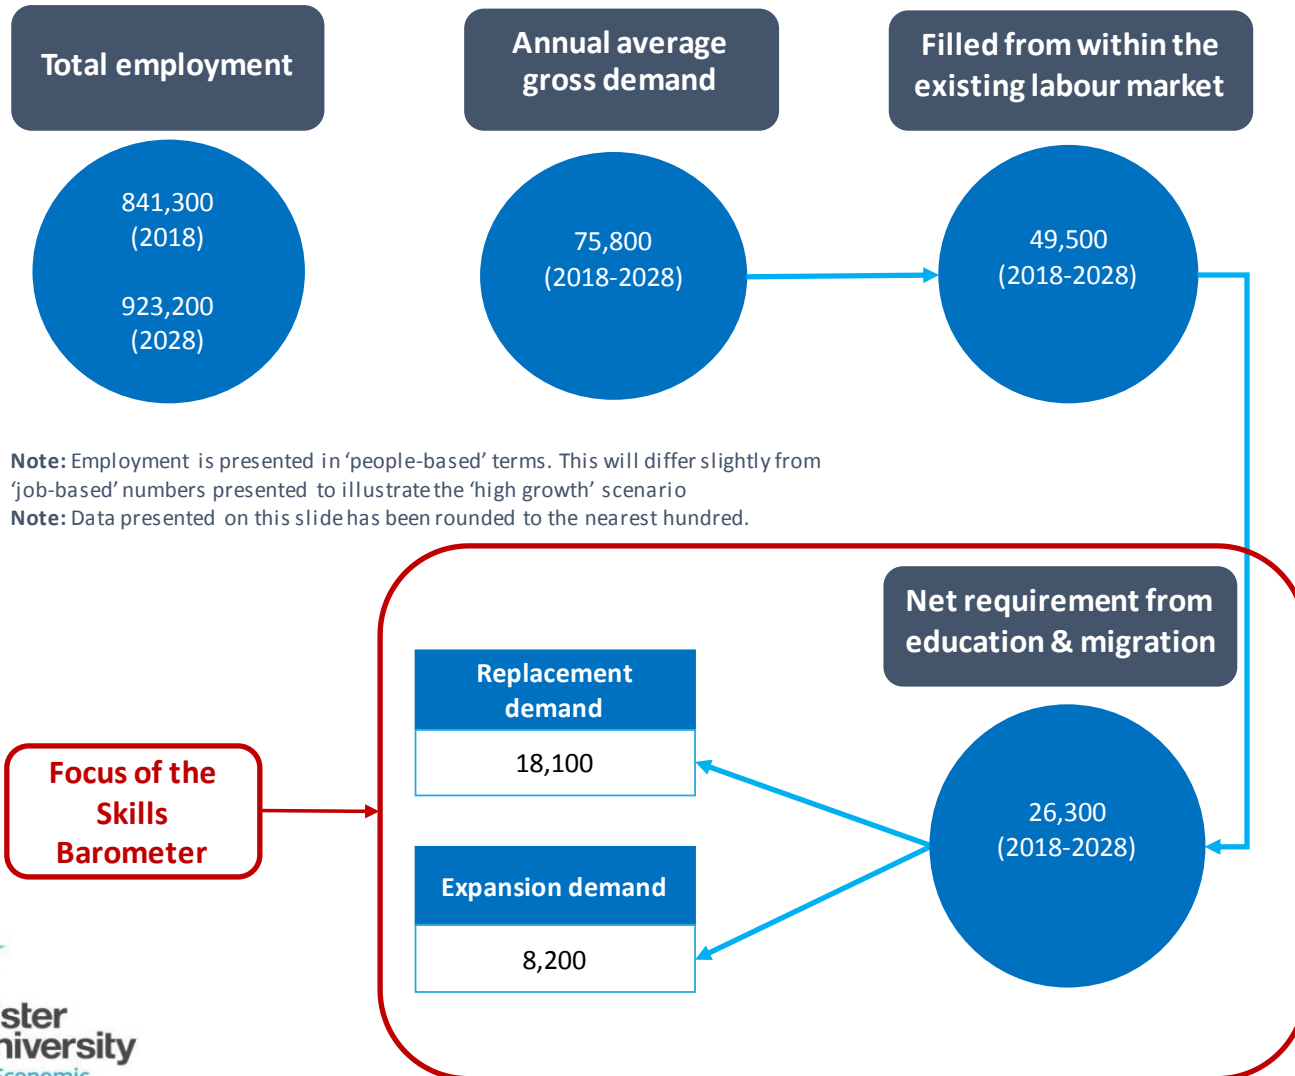 Total employment
Annual average
gross demand
Filled from within the
existing labour market
841,300
(2018)
923,200
(2028)
75,800
(2018-2028)
49,500
(2018-2028)
Note: Employment is presented in ‘people-based’ terms. This will differ slightly from
‘job-based’ numbers presented to illustrate the ‘high growth’ scenario
Note: Data presented on this slide has been rounded to the nearest hundred.
Net requirement from
education & migration
Replacement
demand
18,100
Focus of the
Skills
Barometer
26,300
(2018-2028)
Expansion demand
8,200
ster
niversity
Economic